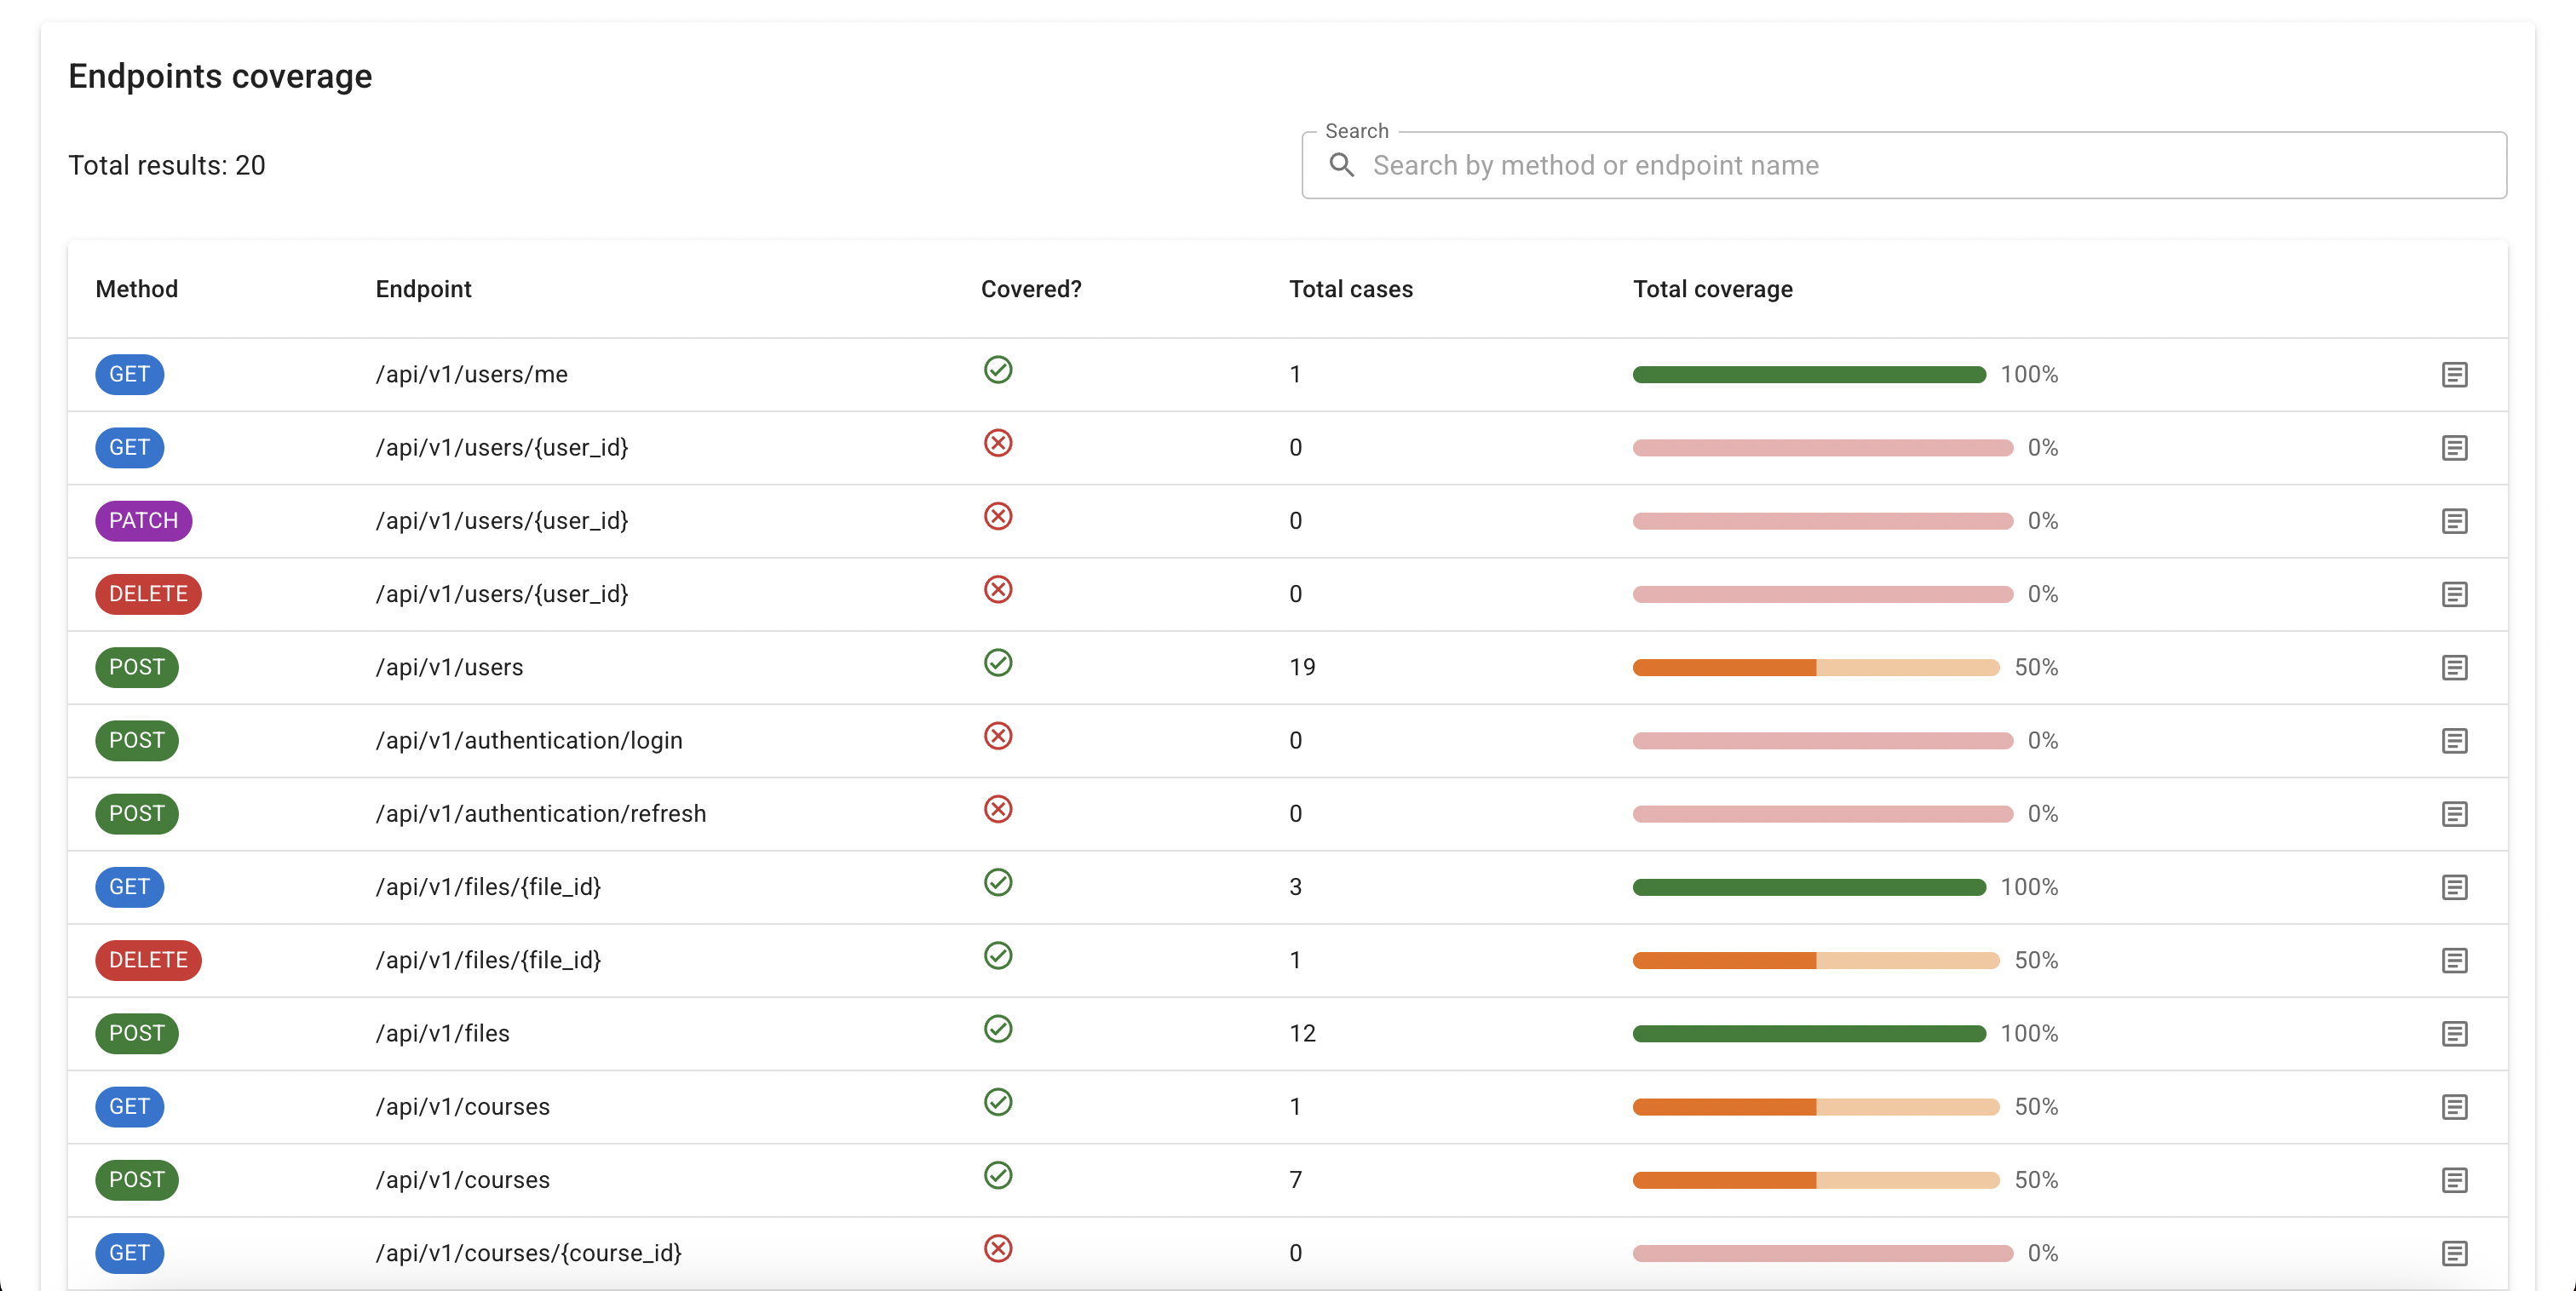 Endpoints coverage
Total results: 20
Search
Search by method or endpoint name
Method Endpoint Covered? Total cases Total coverage
GET /api/v1/users/me 1 100%
GET /api/v1/users/{user_id} 0 0%
PATCH /api/v1/users/{user_id} 0 0%
DELETE /api/v1/users/{user_id} 0 0%
POST /api/v1/users 19 50%
POST /api/v1/authentication/login 0 0%
POST /api/v1/authentication/refresh 0 0%
GET /api/v1/files/{file_id} 3 100%
DELETE /api/v1/files/{file_id} 1 50%
POST /api/v1/files 12 100%
GET /api/v1/courses 1 50%
POST /api/v1/courses 7 50%
GET /api/v1/courses/{course_id} 0 0%